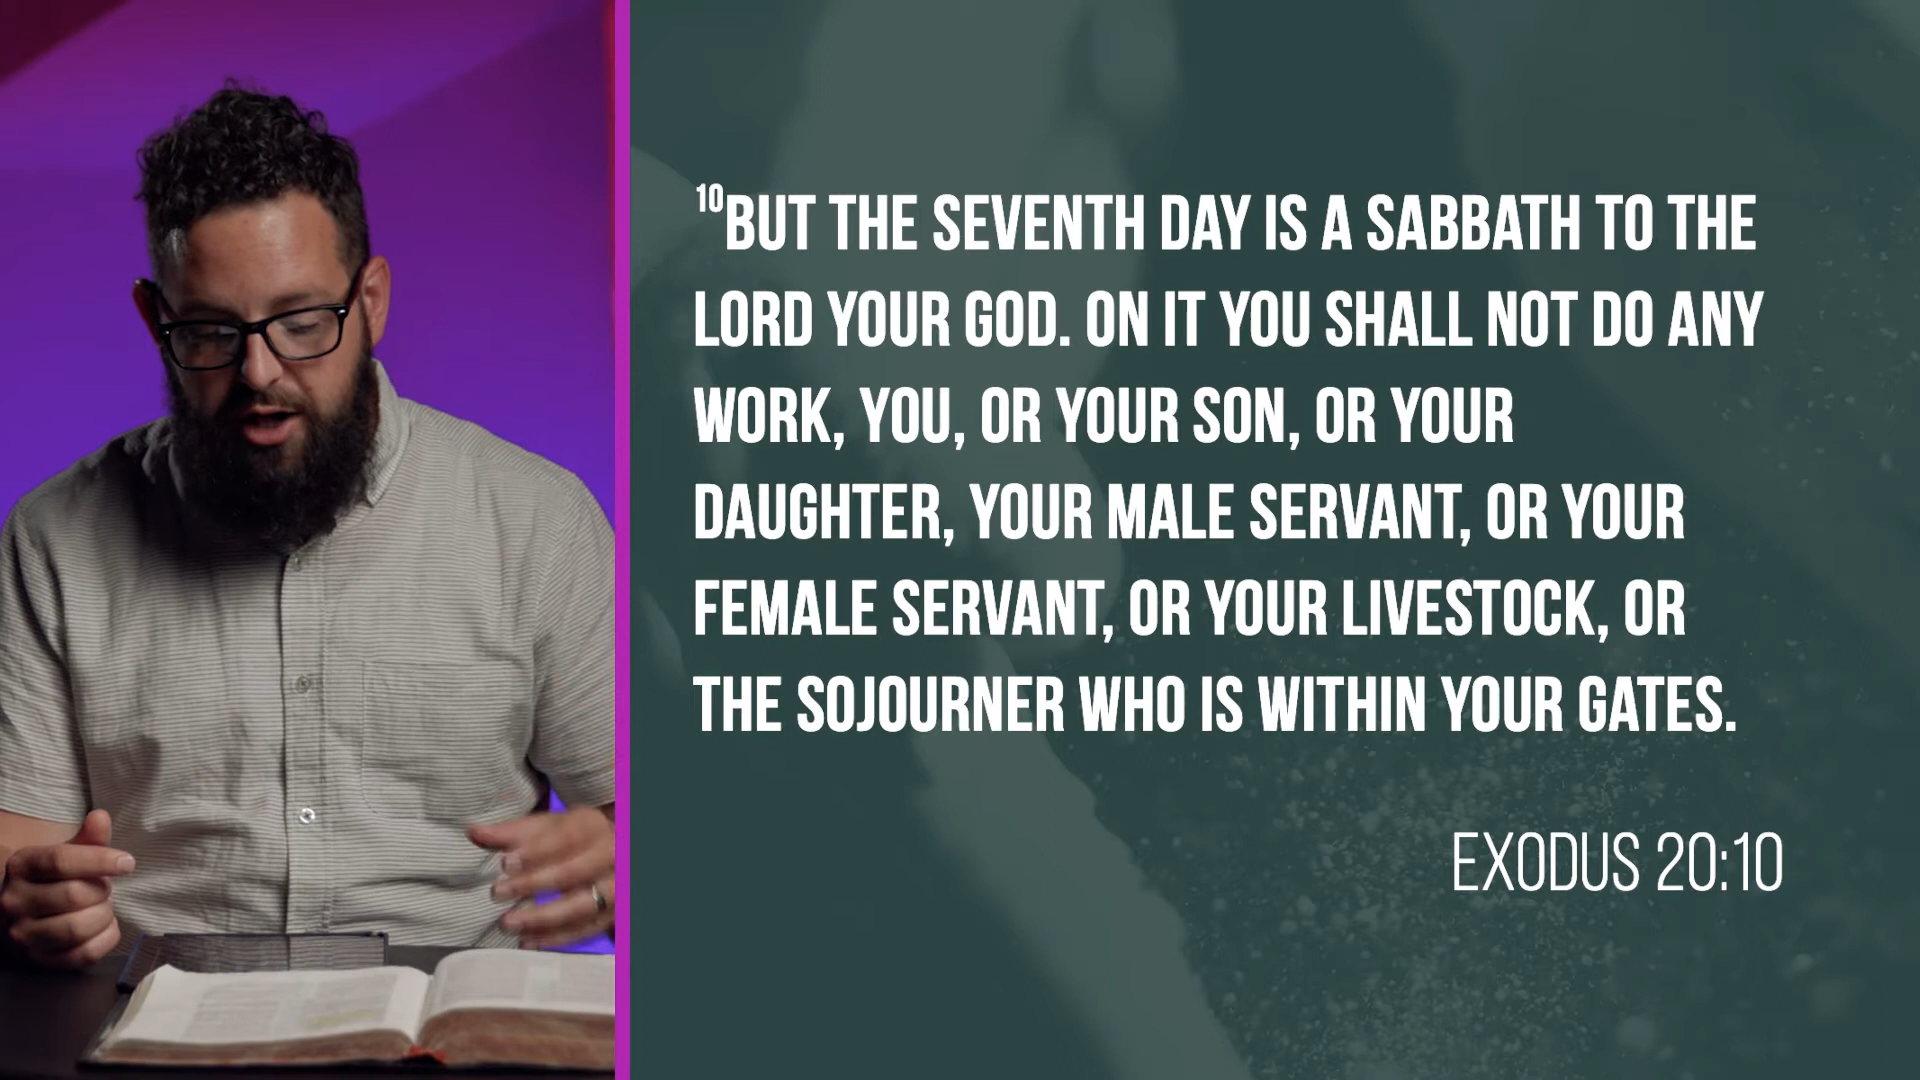 ¹⁰BUT THE SEVENTH DAY IS A SABBATH TO THE
LORD YOUR GOD. ON IT YOU SHALL NOT DO ANY
WORK, YOU, OR YOUR SON, OR YOUR
DAUGHTER, YOUR MALE SERVANT, OR YOUR
FEMALE SERVANT, OR YOUR LIVESTOCK, OR
THE SOJOURNER WHO IS WITHIN YOUR GATES.
EXODUS 20:10